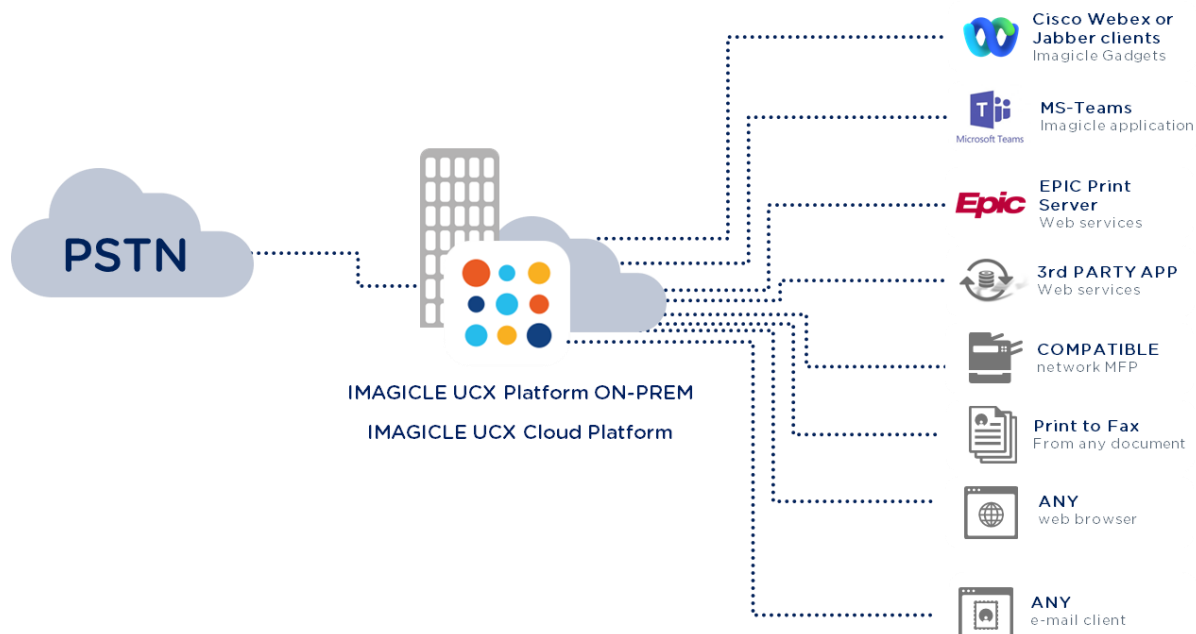 PSTN
IMAGICLE UCX Platform ON-PREM
IMAGICLE UCX Cloud Platform
Cisco Webex or
Jabber clients
Imagicle Gadgets
T
Microsoft Teams
MS-Teams
Imagicle application
Epic
EPIC Print
Server
Web services
3rd PARTY APP
Web services
COMPATIBLE
network MFP
Print to Fax
From any document
ANY
web browser
ANY
e-mail client